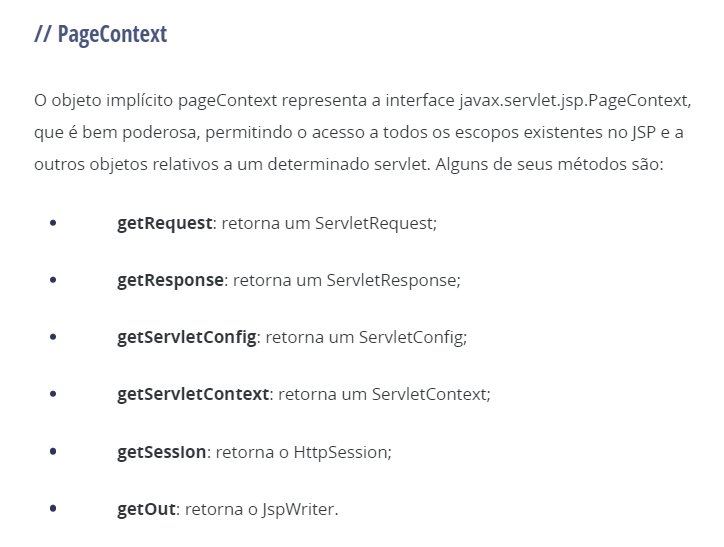 // PageContext
O objeto implícito pageContext representa a interface javax.servlet.jsp.PageContext,
que é bem poderosa, permitindo o acesso a todos os escopos existentes no JSP e a
outros objetos relativos a um determinado servlet. Alguns de seus métodos são:
• getRequest: retorna um ServletRequest;
• getResponse: retorna um ServletResponse;
• getServletConfig: retorna um ServletConfig;
• getServletContext: retorna um ServletContext;
• getSession: retorna o HttpSession;
• getOut: retorna o JspWriter.